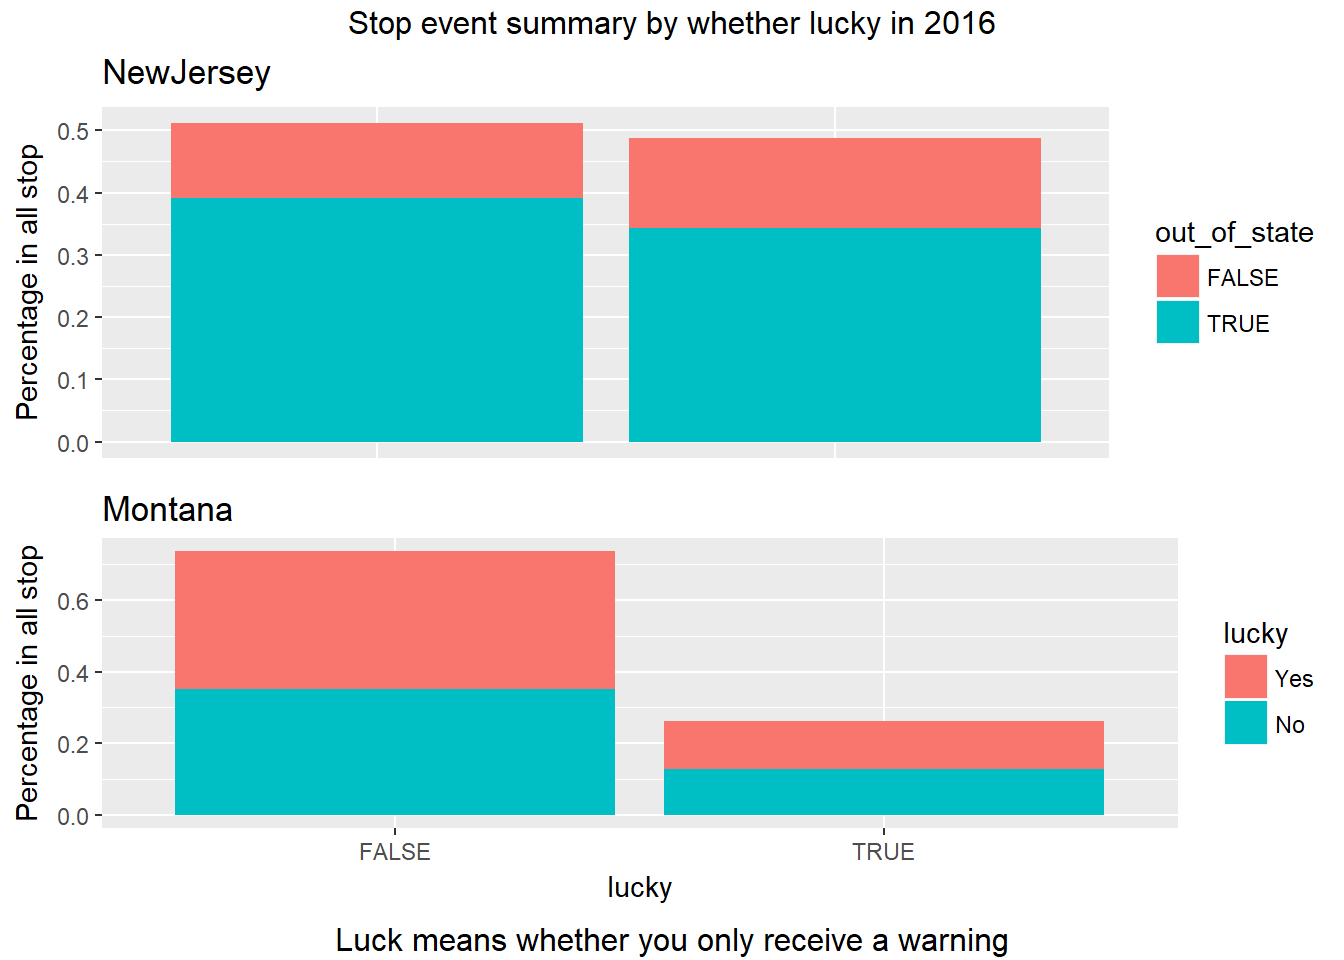 Stop event summary by whether lucky in 2016
NewJersey
Percentage in all stop
0.5
0.4
0.3
0.2
0.1
0.0
out_of_state
FALSE
TRUE
Montana
Percentage in all stop
0.6
0.4
0.2
0.0
FALSE
TRUE
lucky
lucky
Yes
No
Luck means whether you only receive a warning